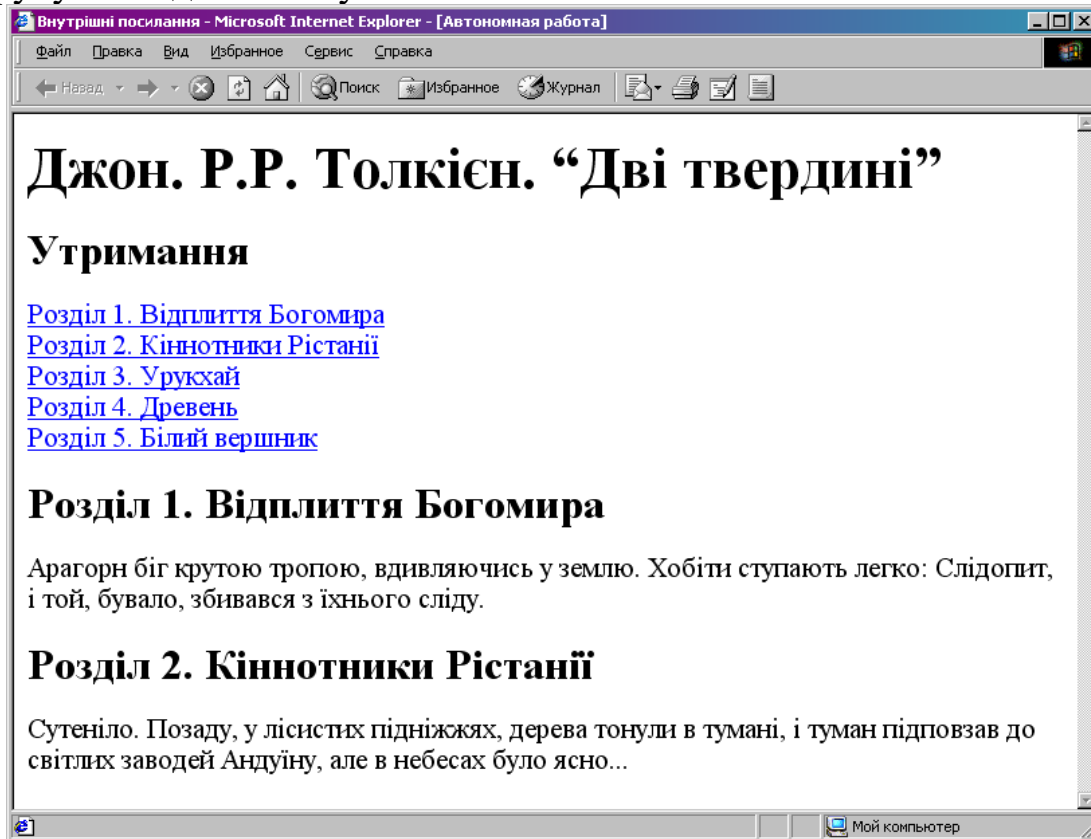 Внутрішні посилання - Microsoft Internet Explorer - [Автономная работа]
Файл Правка Вид Избранное Сервис Справка
Назад Поиск Избранное Журнал
Джон. Р.Р. Толкієн. “Дві твердині”
Утримання
Розділ 1. Відплиття Богомира
Розділ 2. Кіннотники Рістанії
Розділ 3. Урукхай
Розділ 4. Древень
Розділ 5. Білий вершник
Розділ 1. Відплиття Богомира
Арагорн біг крутою тропою, вдивляючись у землю. Хобіти ступають легко: Слідопит,
і той, бувало, збивався з їхнього сліду.
Розділ 2. Кіннотники Рістанії
Сутеніло. Позаду, у лісистих підніжжях, дерева тонули в тумані, і туман підповзав до
світлих заводей Андуїну, але в небесах було ясно...
Мой компьютер